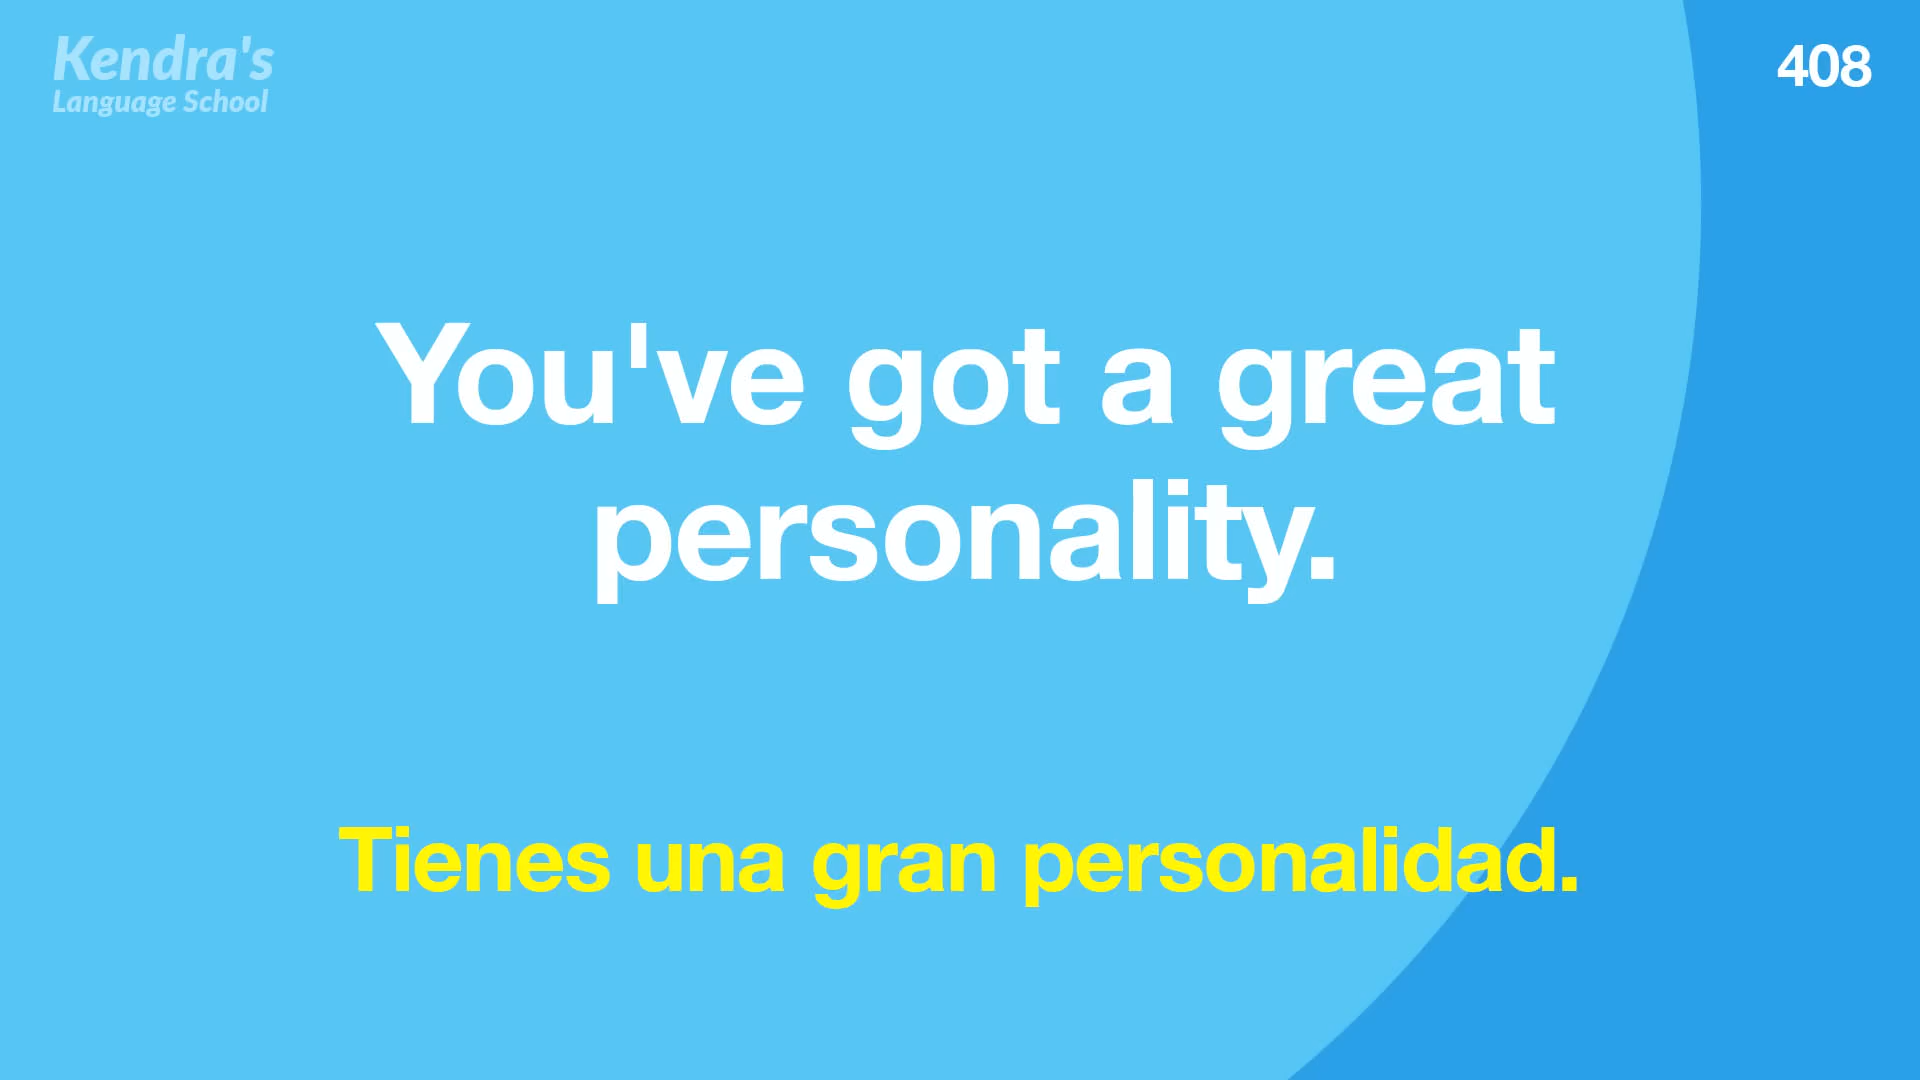 Kendra's
Language School
408
You've got a great
personality.
Tienes una gran personalidad.